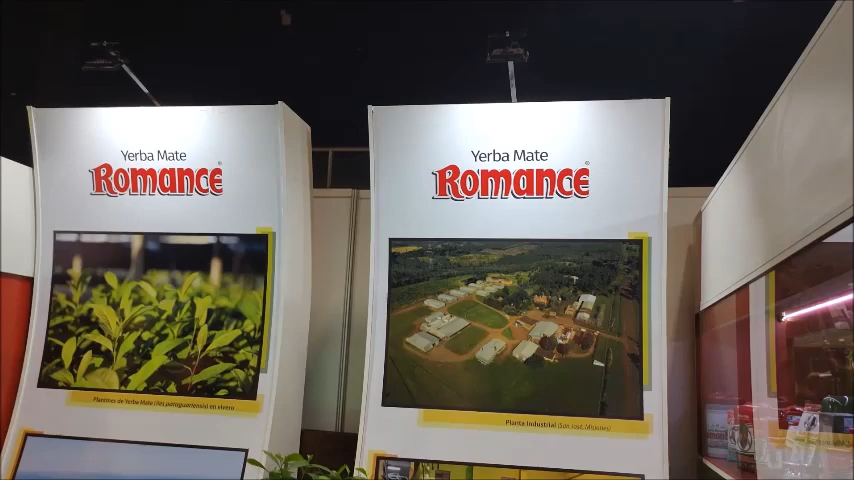 Yerba Mate
Romance®
Plantines de Yerba Mate (Ilex paraguariensis) en vivero
Yerba Mate
Romance®
Planta Industrial (San José, Misiones)